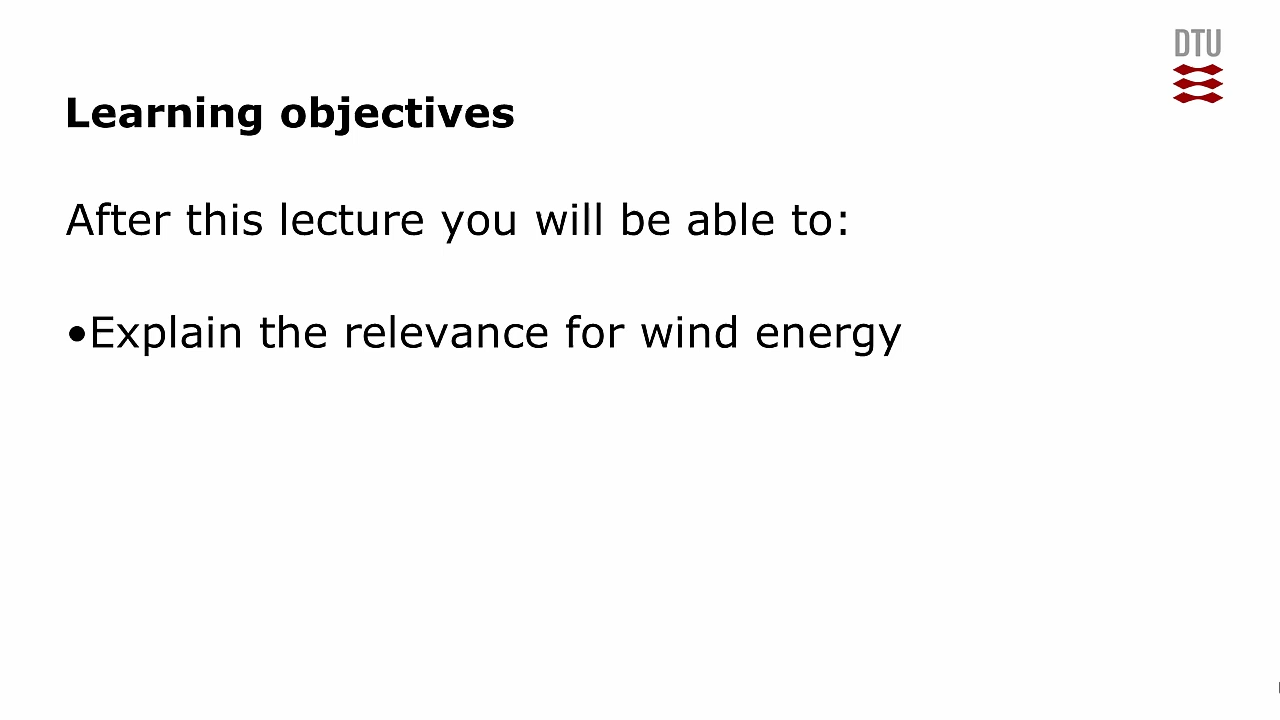 DTU
Learning objectives
After this lecture you will be able to:
•Explain the relevance for wind energy